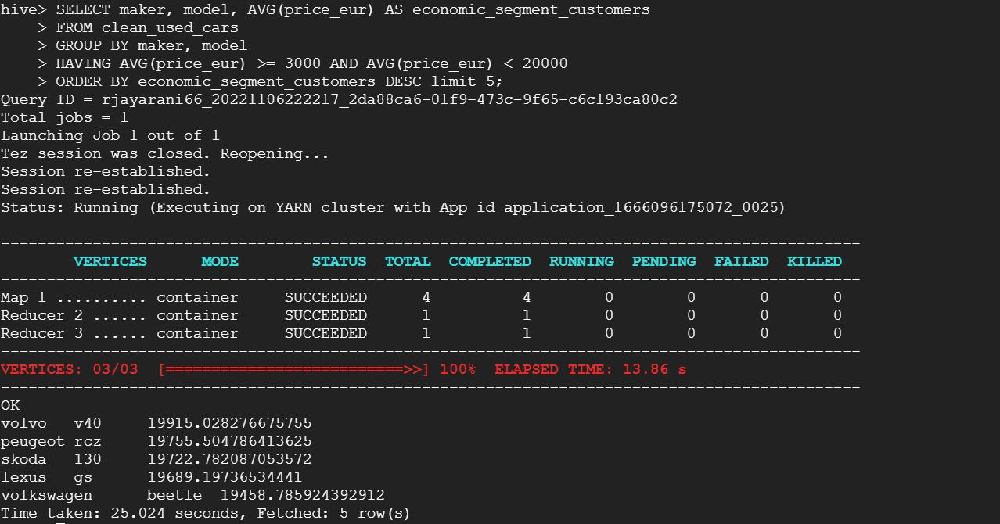 hive> SELECT maker, model, AVG(price_eur) AS economic_segment_customers
    > FROM clean_used_cars
    > GROUP BY maker, model
    > HAVING AVG(price_eur) >= 3000 AND AVG(price_eur) < 20000
    > ORDER BY economic_segment_customers DESC limit 5;
Query ID = rjayarani66_20221106222217_2da88ca6-01f9-473c-9f65-c6c193ca80c2
Total jobs = 1
Launching Job 1 out of 1
Tez session was closed. Reopening...
Session re-established.
Session re-established.
Status: Running (Executing on YARN cluster with App id application_1666096175072_0025)

----------------------------------------------------------------------------------------------
        VERTICES      MODE        STATUS  TOTAL  COMPLETED  RUNNING  PENDING  FAILED  KILLED
----------------------------------------------------------------------------------------------
Map 1 .......... container     SUCCEEDED      4          4        0        0       0       0
Reducer 2 ...... container     SUCCEEDED      1          1        0        0       0       0
Reducer 3 ...... container     SUCCEEDED      1          1        0        0       0       0
----------------------------------------------------------------------------------------------
VERTICES: 03/03  [==========================>>] 100%  ELAPSED TIME: 13.86 s
----------------------------------------------------------------------------------------------
OK
volvo   v40     19915.028276675755
peugeot rcz     19755.504786413625
skoda   130     19722.782087053572
lexus   gs      19689.19736534441
volkswagen      beetle  19458.785924392912
Time taken: 25.024 seconds, Fetched: 5 row(s)